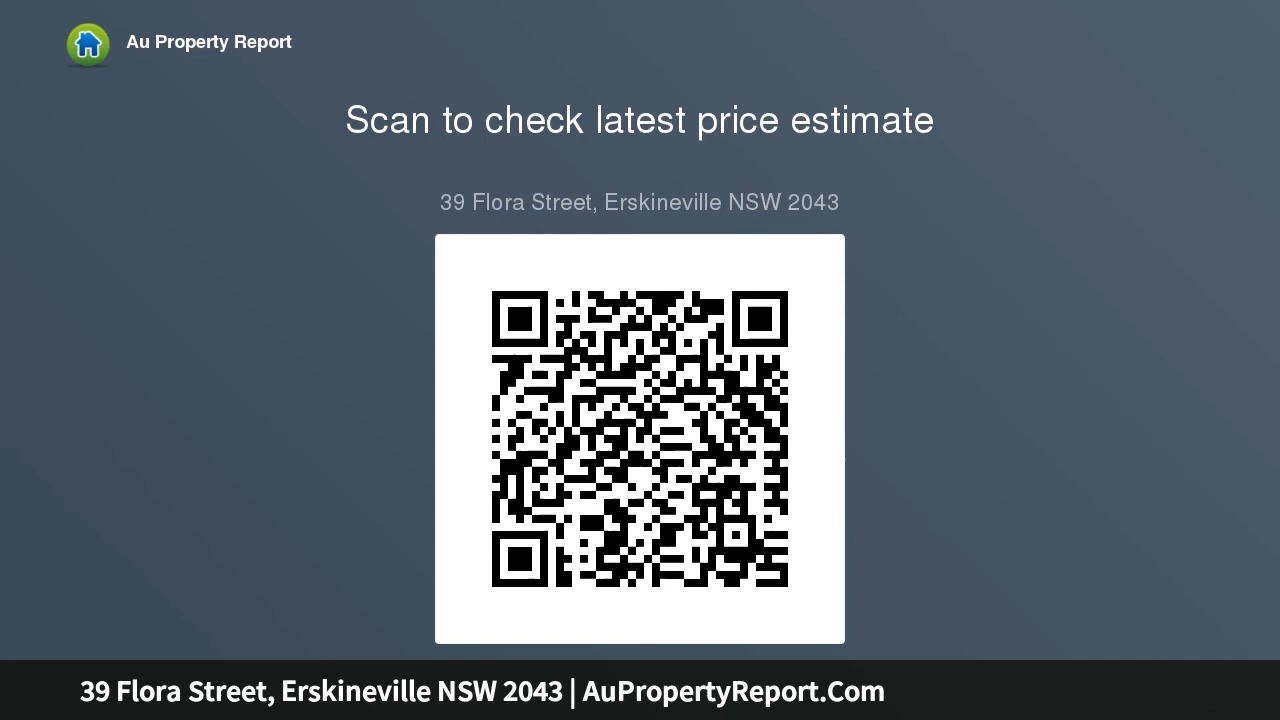 Au Property Report
Scan to check latest price estimate
39 Flora Street, Erskineville NSW 2043
39 Flora Street, Erskineville NSW 2043 | AuPropertyReport.Com